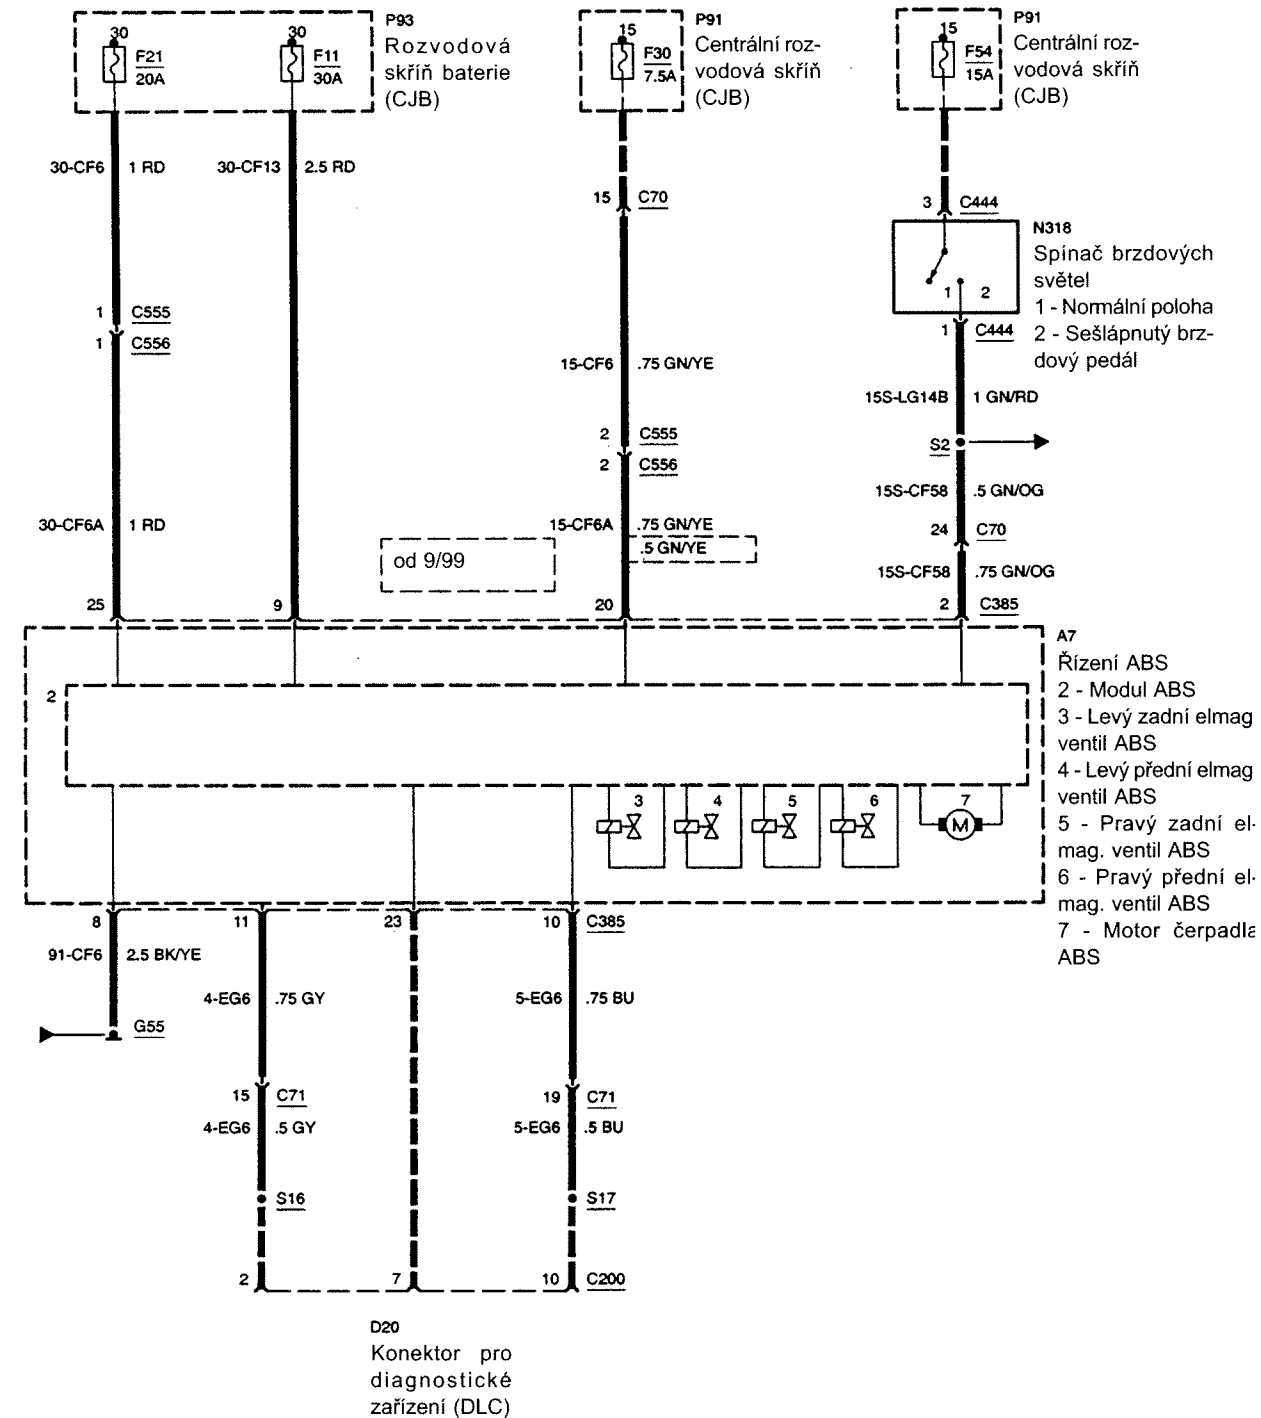 P93
Rozvodová
skříň baterie
(CJB)
30
F21
20A
30
F11
30A
P91
Centrální roz-
vodová skříň
(CJB)
15
F30
7.5A
P91
Centrální roz-
vodová skříň
(CJB)
15
F54
15A
30-CF6 1 RD
30-CF13 2.5 RD
15 C70
3 C444
N318
Spínač brzdových
světel
1 - Normální poloha
2 - Sešlápnutý brz-
dový pedál
1 2
1 C444
1 C555
1 C556
15-CF6 .75 GN/YE
15S-LG14B 1 GN/RD
2 C555
2 C556
S2
15S-CF58 .5 GN/OG
30-CF6A 1 RD
15-CF6A .75 GN/YE
.5 GN/YE
od 9/99
24 C70
15S-CF58 .75 GN/OG
25 9 20 2 C385
A7
Řízení ABS
2 - Modul ABS
3 - Levý zadní elmag
ventil ABS
4 - Levý přední elmag
ventil ABS
5 - Pravý zadní el-
mag. ventil ABS
6 - Pravý přední el-
mag. ventil ABS
7 - Motor čerpadla
ABS
2
3 4 5 6 7
M
8 11 23 10 C385
91-CF6 2.5 BK/YE
4-EG6 .75 GY
5-EG6 .75 BU
G55
15 C71
19 C71
4-EG6 .5 GY
5-EG6 .5 BU
S16
S17
2 7 10 C200
D20
Konektor pro
diagnostické
zařízení (DLC)